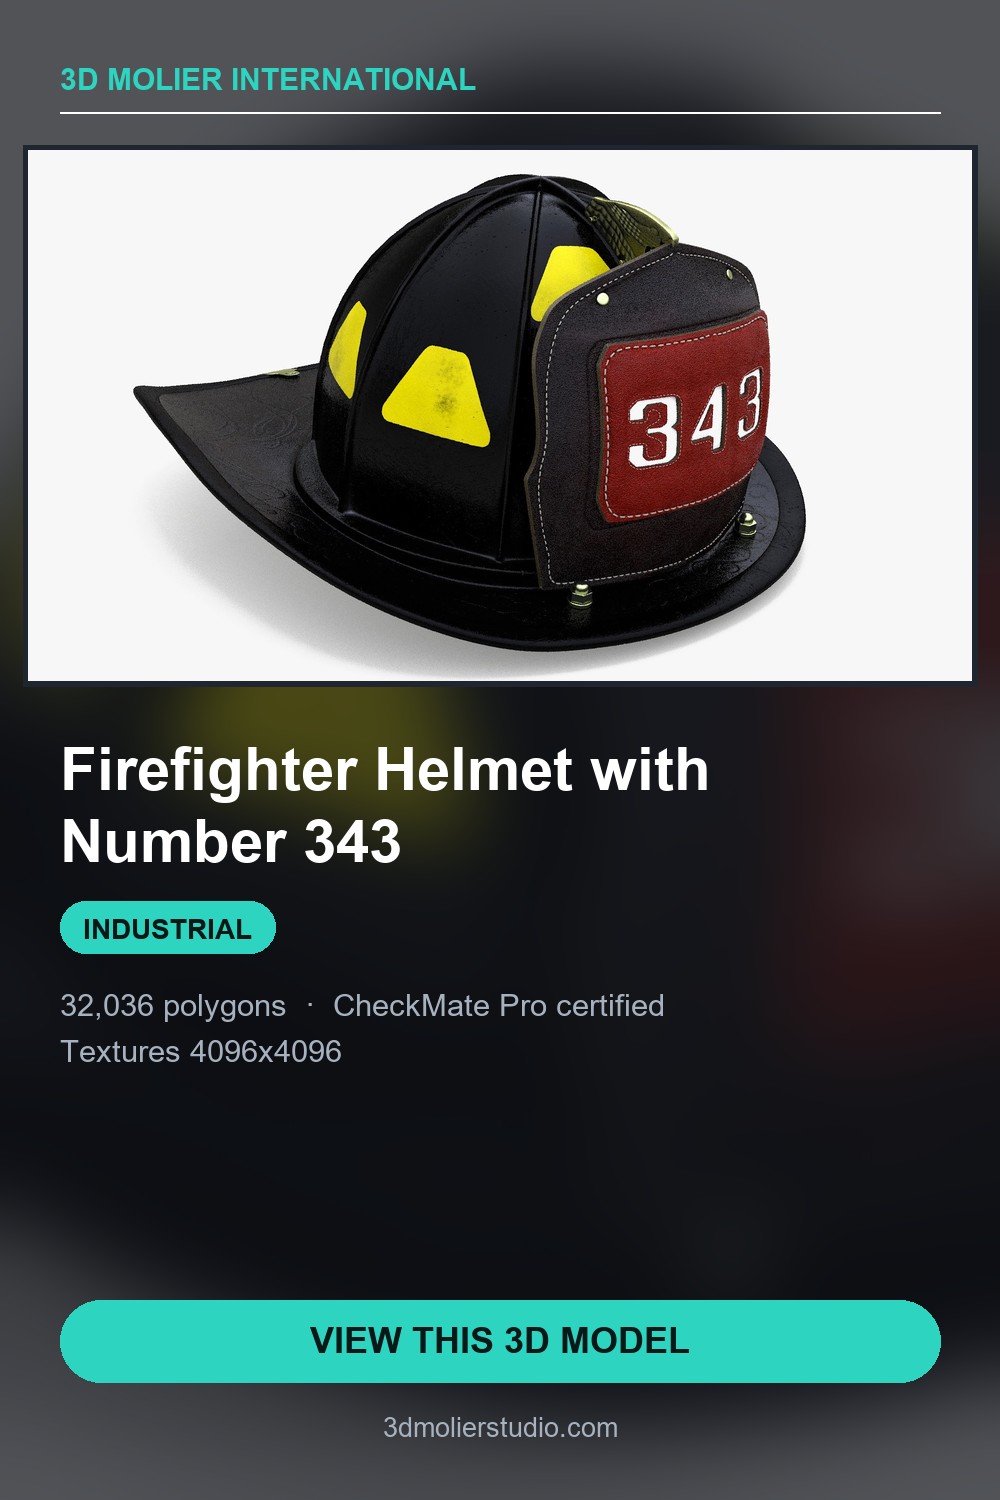 3D MOLIER INTERNATIONAL
343
Firefighter Helmet with
Number 343
INDUSTRIAL
32,036 polygons · CheckMate Pro certified
Textures 4096x4096
VIEW THIS 3D MODEL
3dmolierstudio.com